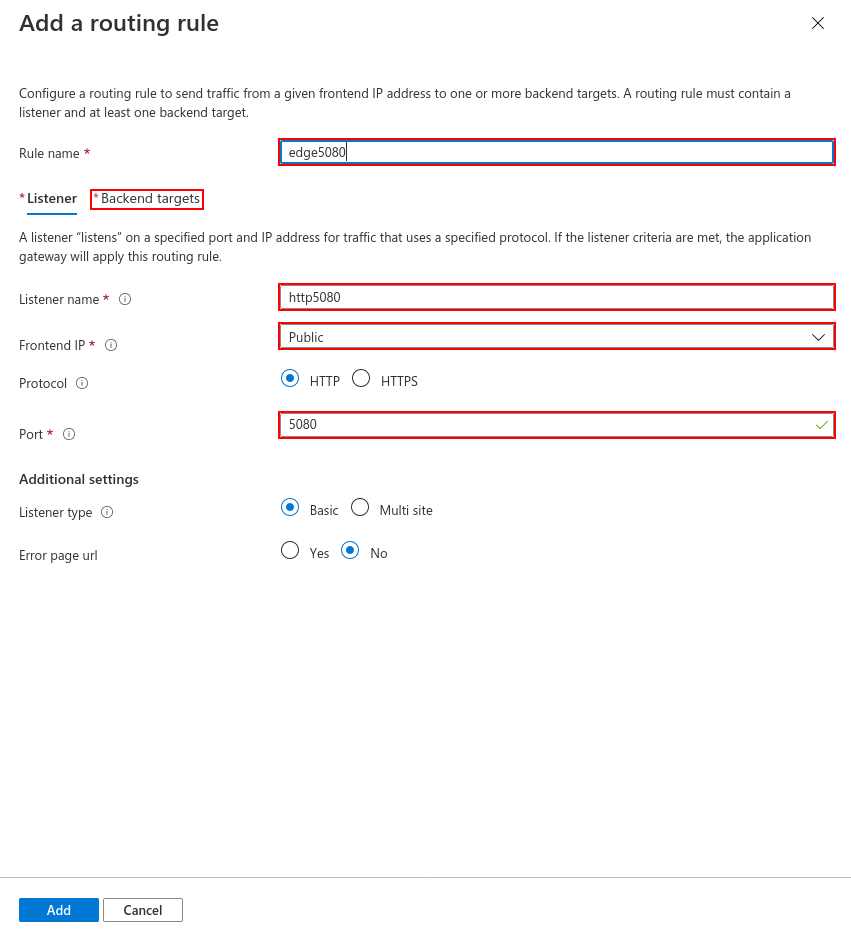 Add a routing rule
Configure a routing rule to send traffic from a given frontend IP address to one or more backend targets. A routing rule must contain a
listener and at least one backend target.
Rule name * edge5080
* Listener * Backend targets
A listener “listens” on a specified port and IP address for traffic that uses a specified protocol. If the listener criteria are met, the application
gateway will apply this routing rule.
Listener name * http5080
Frontend IP * Public
Protocol HTTP HTTPS
Port * 5080
Additional settings
Listener type Basic Multi site
Error page url Yes No
Add Cancel